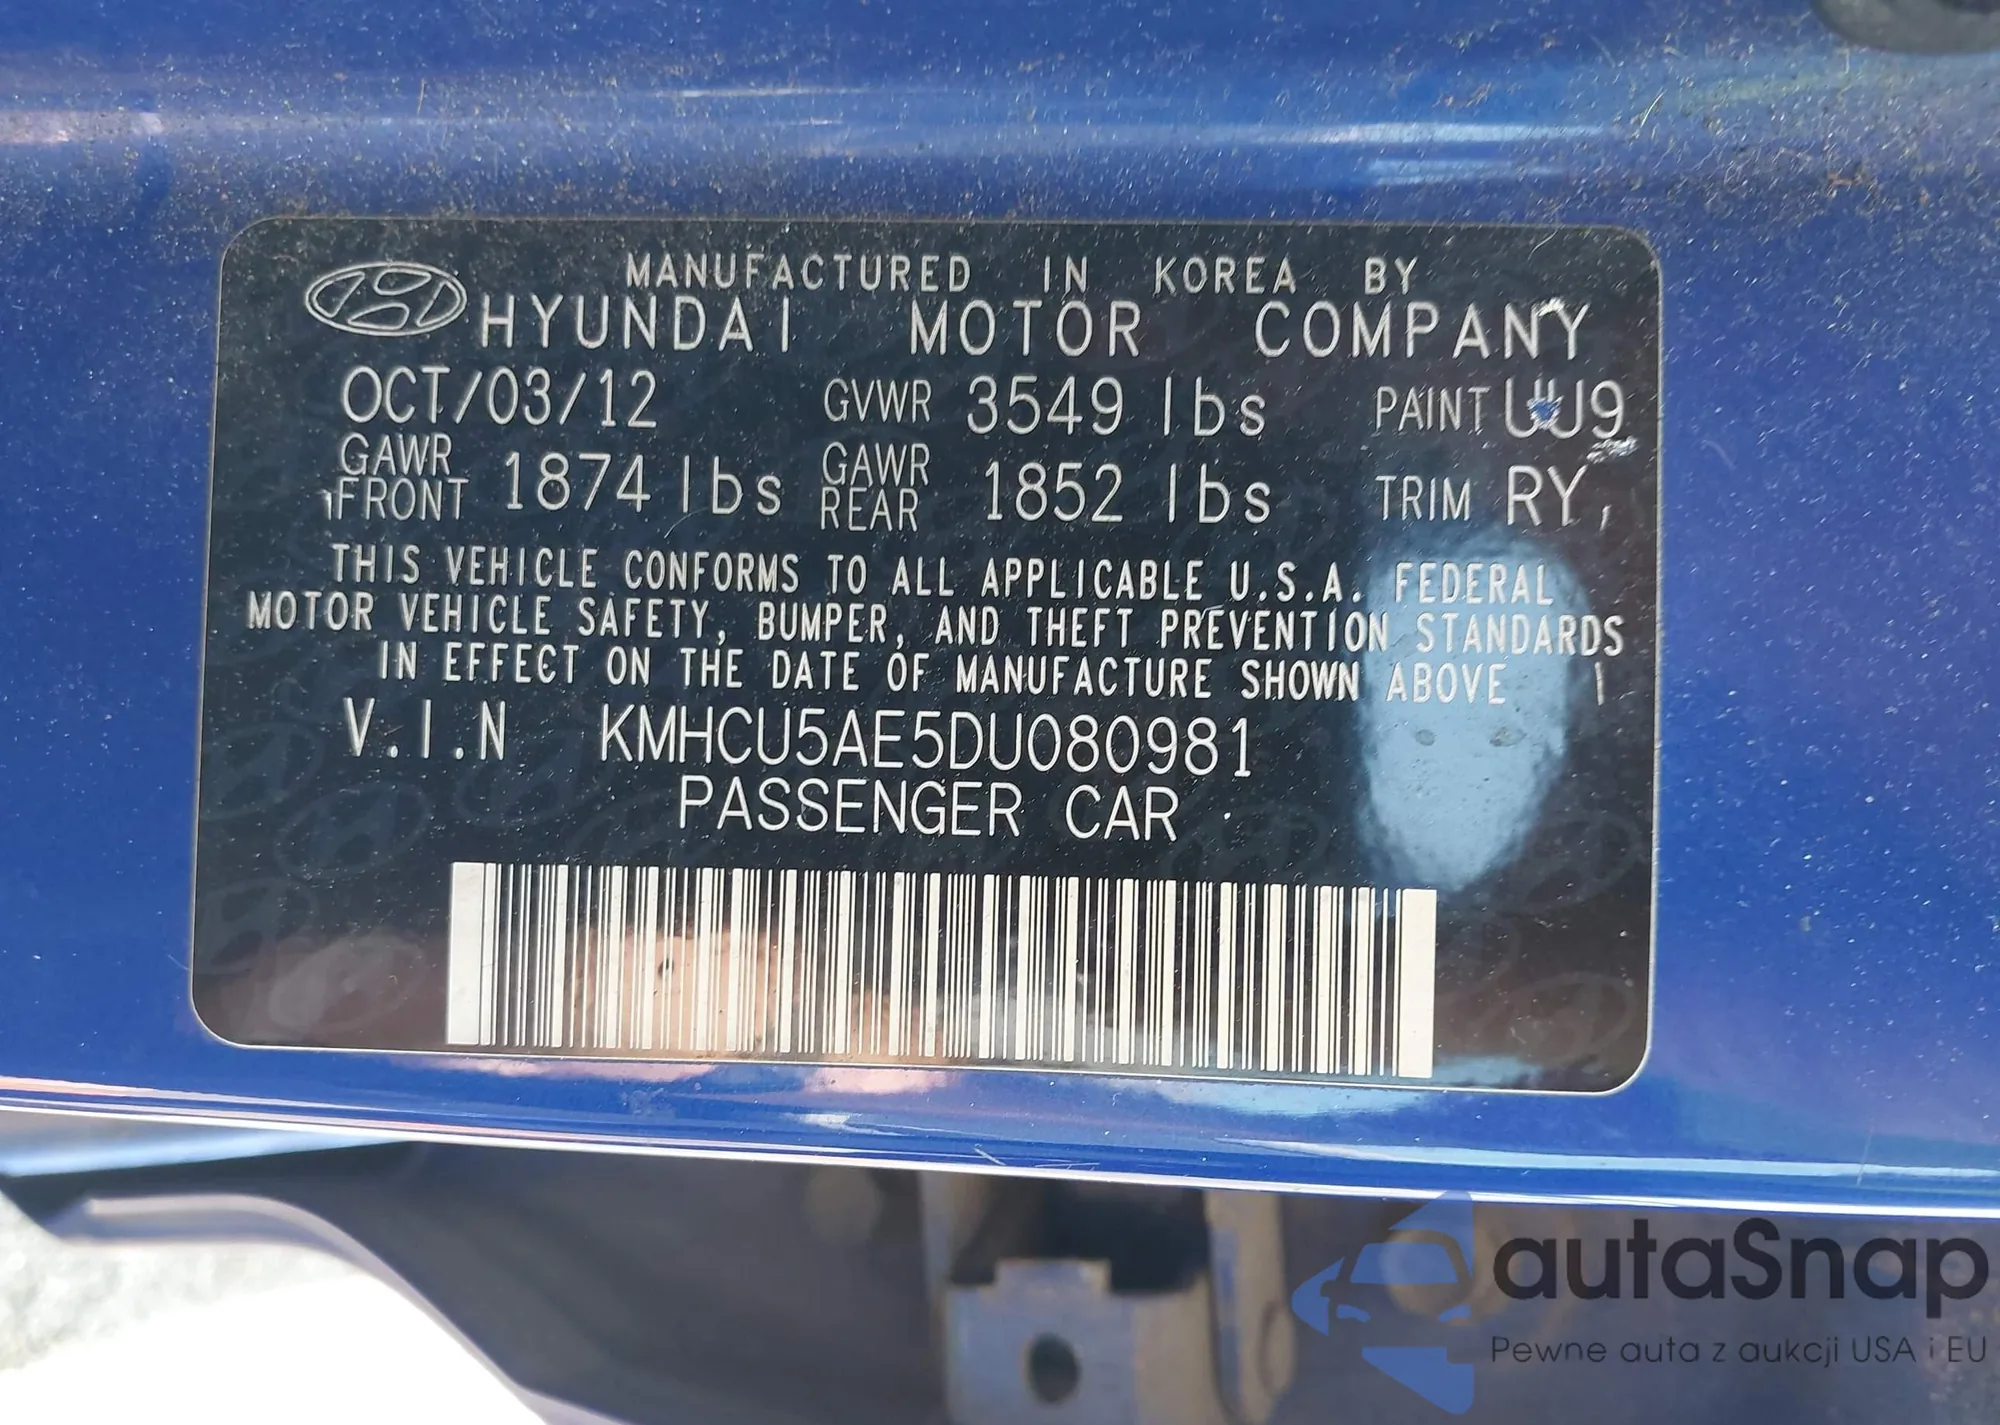 MANUFACTURED IN KOREA BY
HYUNDAI MOTOR COMPANY
OCT/03/12 GVWR 3549 lbs PAINT UU9
GAWR FRONT 1874 lbs GAWR REAR 1852 lbs TRIM RY
THIS VEHICLE CONFORMS TO ALL APPLICABLE U.S.A. FEDERAL
MOTOR VEHICLE SAFETY, BUMPER, AND THEFT PREVENTION STANDARDS
IN EFFECT ON THE DATE OF MANUFACTURE SHOWN ABOVE
V.I.N KMHCU5AE5DU080981
PASSENGER CAR
autaSnap
Pewne auta z aukcji USA i EU